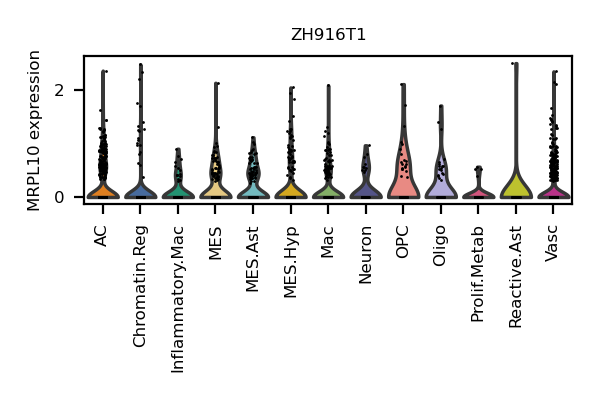 ZH916T1
MRPL10 expression
2
0
AC
Chromatin.Reg
Inflammatory.Mac
MES
MES.Ast
MES.Hyp
Mac
Neuron
OPC
Oligo
Prolif.Metab
Reactive.Ast
Vasc